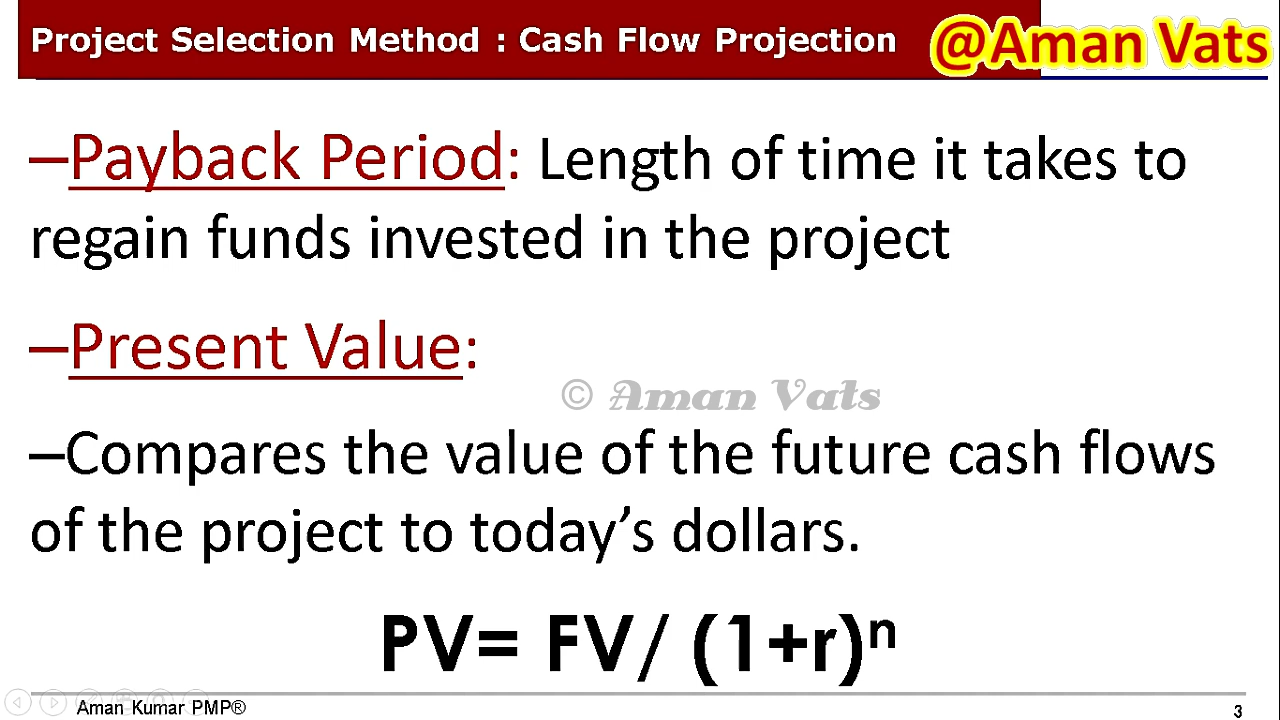 Project Selection Method : Cash Flow Projection
@Aman Vats
–Payback Period: Length of time it takes to
regain funds invested in the project
–Present Value:
© Aman Vats
–Compares the value of the future cash flows
of the project to today’s dollars.
PV= FV/ (1+r)ⁿ
Aman Kumar PMP®
3